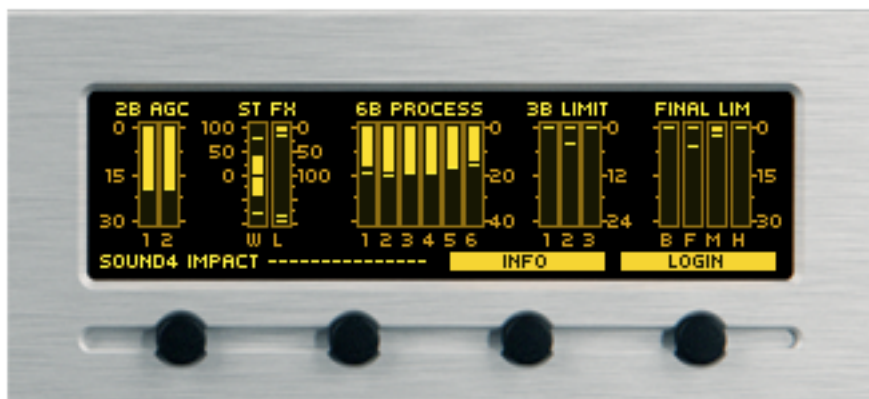 2B AGC ST FX 6B PROCESS 3B LIMIT FINAL LIM
0 100 0 0 0 0
50 50
15 0 100 20 12 15
30 40 24 30
1 2 W L 1 2 3 4 5 6 1 2 3 B F M H
SOUND4 IMPACT --------------- INFO LOGIN